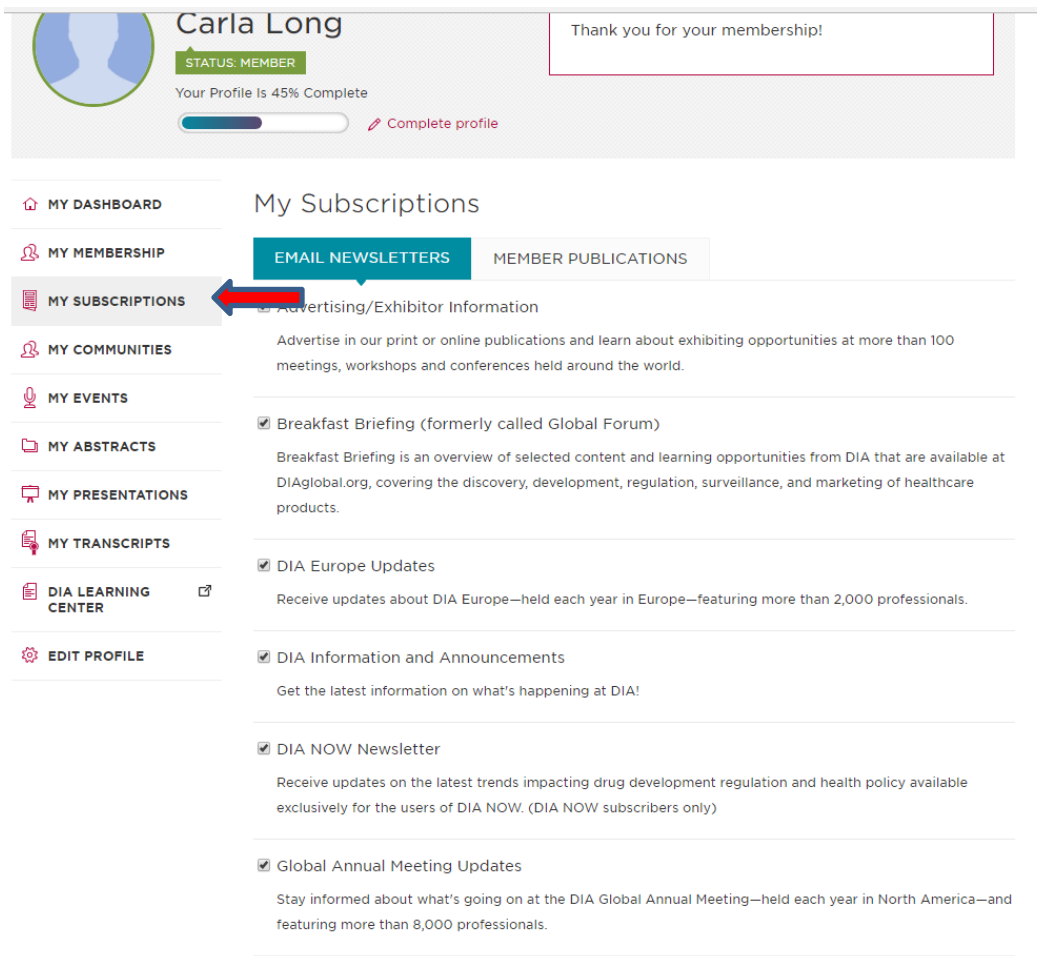 Carla Long
STATUS: MEMBER
Your Profile Is 45% Complete
Complete profile
Thank you for your membership!
MY DASHBOARD
MY MEMBERSHIP
MY SUBSCRIPTIONS
MY COMMUNITIES
MY EVENTS
MY ABSTRACTS
MY PRESENTATIONS
MY TRANSCRIPTS
DIA LEARNING
CENTER
EDIT PROFILE
My Subscriptions
EMAIL NEWSLETTERS
MEMBER PUBLICATIONS
Advertising/Exhibitor Information
Advertise in our print or online publications and learn about exhibiting opportunities at more than 100
meetings, workshops and conferences held around the world.
Breakfast Briefing (formerly called Global Forum)
Breakfast Briefing is an overview of selected content and learning opportunities from DIA that are available at
DIAglobal.org, covering the discovery, development, regulation, surveillance, and marketing of healthcare
products.
DIA Europe Updates
Receive updates about DIA Europe—held each year in Europe—featuring more than 2,000 professionals.
DIA Information and Announcements
Get the latest information on what's happening at DIA!
DIA NOW Newsletter
Receive updates on the latest trends impacting drug development regulation and health policy available
exclusively for the users of DIA NOW. (DIA NOW subscribers only)
Global Annual Meeting Updates
Stay informed about what's going on at the DIA Global Annual Meeting—held each year in North America—and
featuring more than 8,000 professionals.